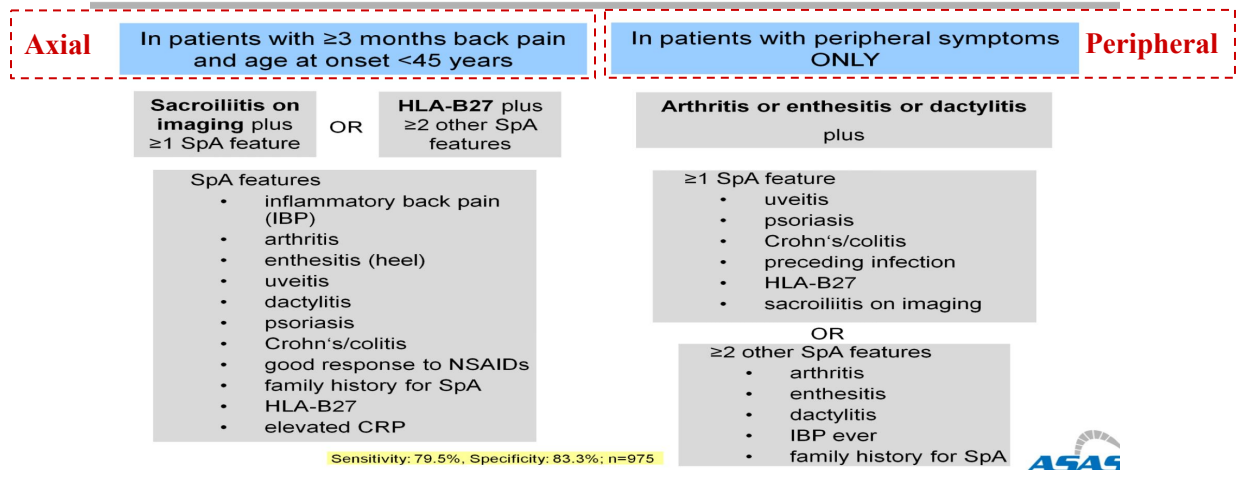 Axial
In patients with ≥3 months back pain
and age at onset <45 years
In patients with peripheral symptoms
ONLY
Peripheral
Sacroiliitis on
imaging plus
≥1 SpA feature
OR
HLA-B27 plus
≥2 other SpA
features
SpA features
• inflammatory back pain
(IBP)
• arthritis
• enthesitis (heel)
• uveitis
• dactylitis
• psoriasis
• Crohn‘s/colitis
• good response to NSAIDs
• family history for SpA
• HLA-B27
• elevated CRP
Arthritis or enthesitis or dactylitis
plus
≥1 SpA feature
• uveitis
• psoriasis
• Crohn‘s/colitis
• preceding infection
• HLA-B27
• sacroiliitis on imaging
OR
≥2 other SpA features
• arthritis
• enthesitis
• dactylitis
• IBP ever
• family history for SpA
Sensitivity: 79.5%, Specificity: 83.3%; n=975
ASAS